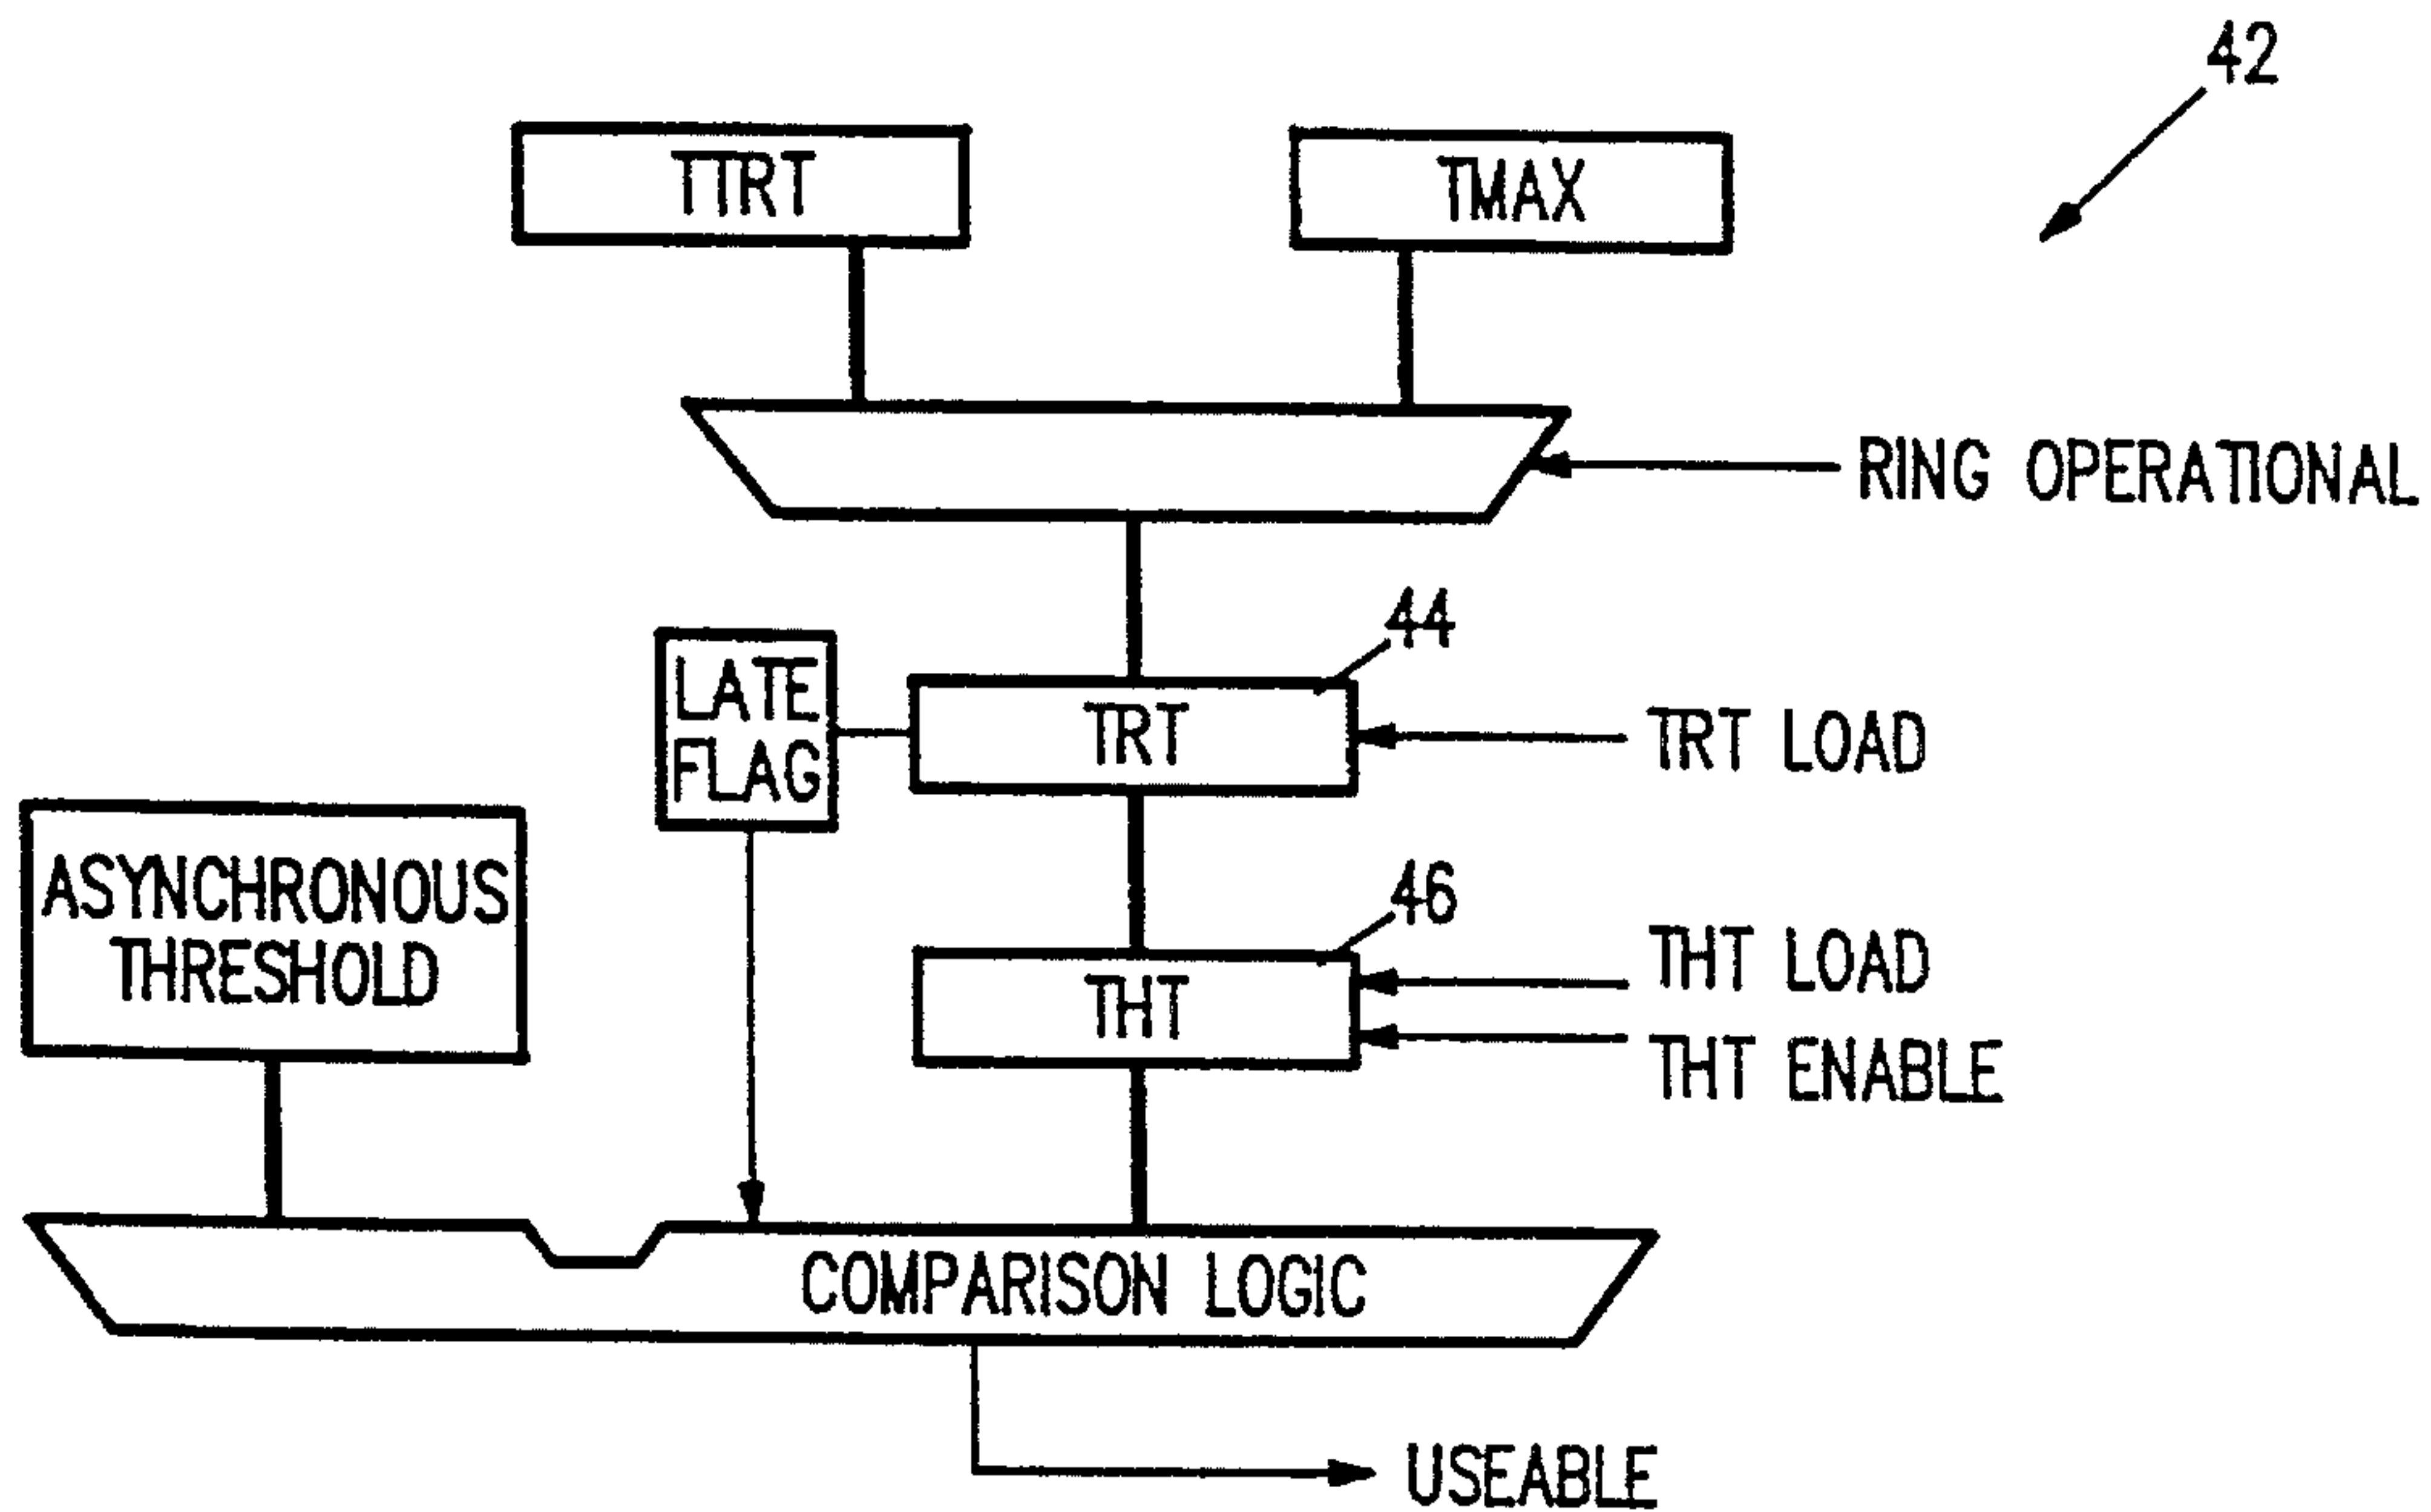 42
TTRT
TMAX
RING OPERATIONAL
44
LATE
FLAG
TRT
TRT LOAD
46
ASYNCHRONOUS
THRESHOLD
THT
THT LOAD
THT ENABLE
COMPARISON LOGIC
USEABLE